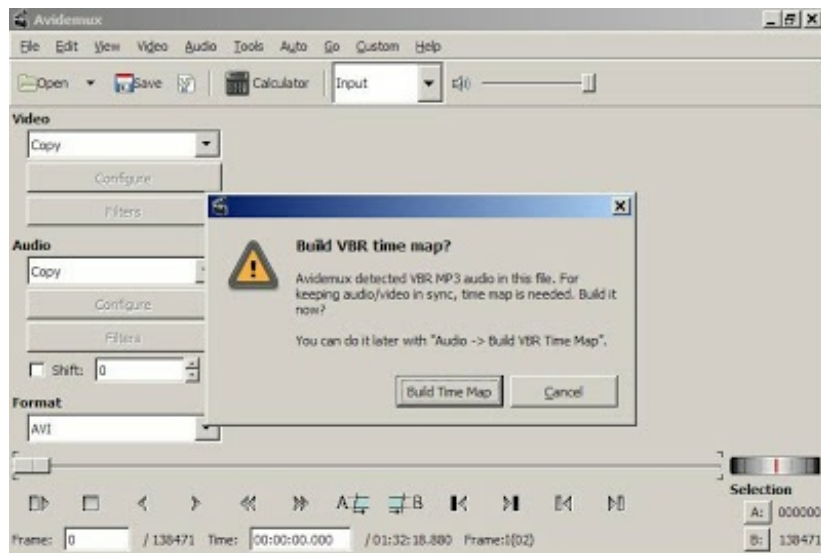 Avidemux
File Edit View Video Audio Tools Auto Go Custom Help
Open Save Calculator Input
Video
Copy
Configure
Filters
Audio
Copy
Configure
Filters
Shift: 0
Format
AVI
Build VBR time map?
Avidemux detected VBR MP3 audio in this file. For
keeping audio/video in sync, time map is needed. Build it
now?
You can do it later with "Audio -> Build VBR Time Map".
Build Time Map Cancel
A B
Selection
A: 000000
Frame: 0 / 138471 Time: 00:00:00.000 / 01:32:18.880 Frame:I(02)
B: 138471